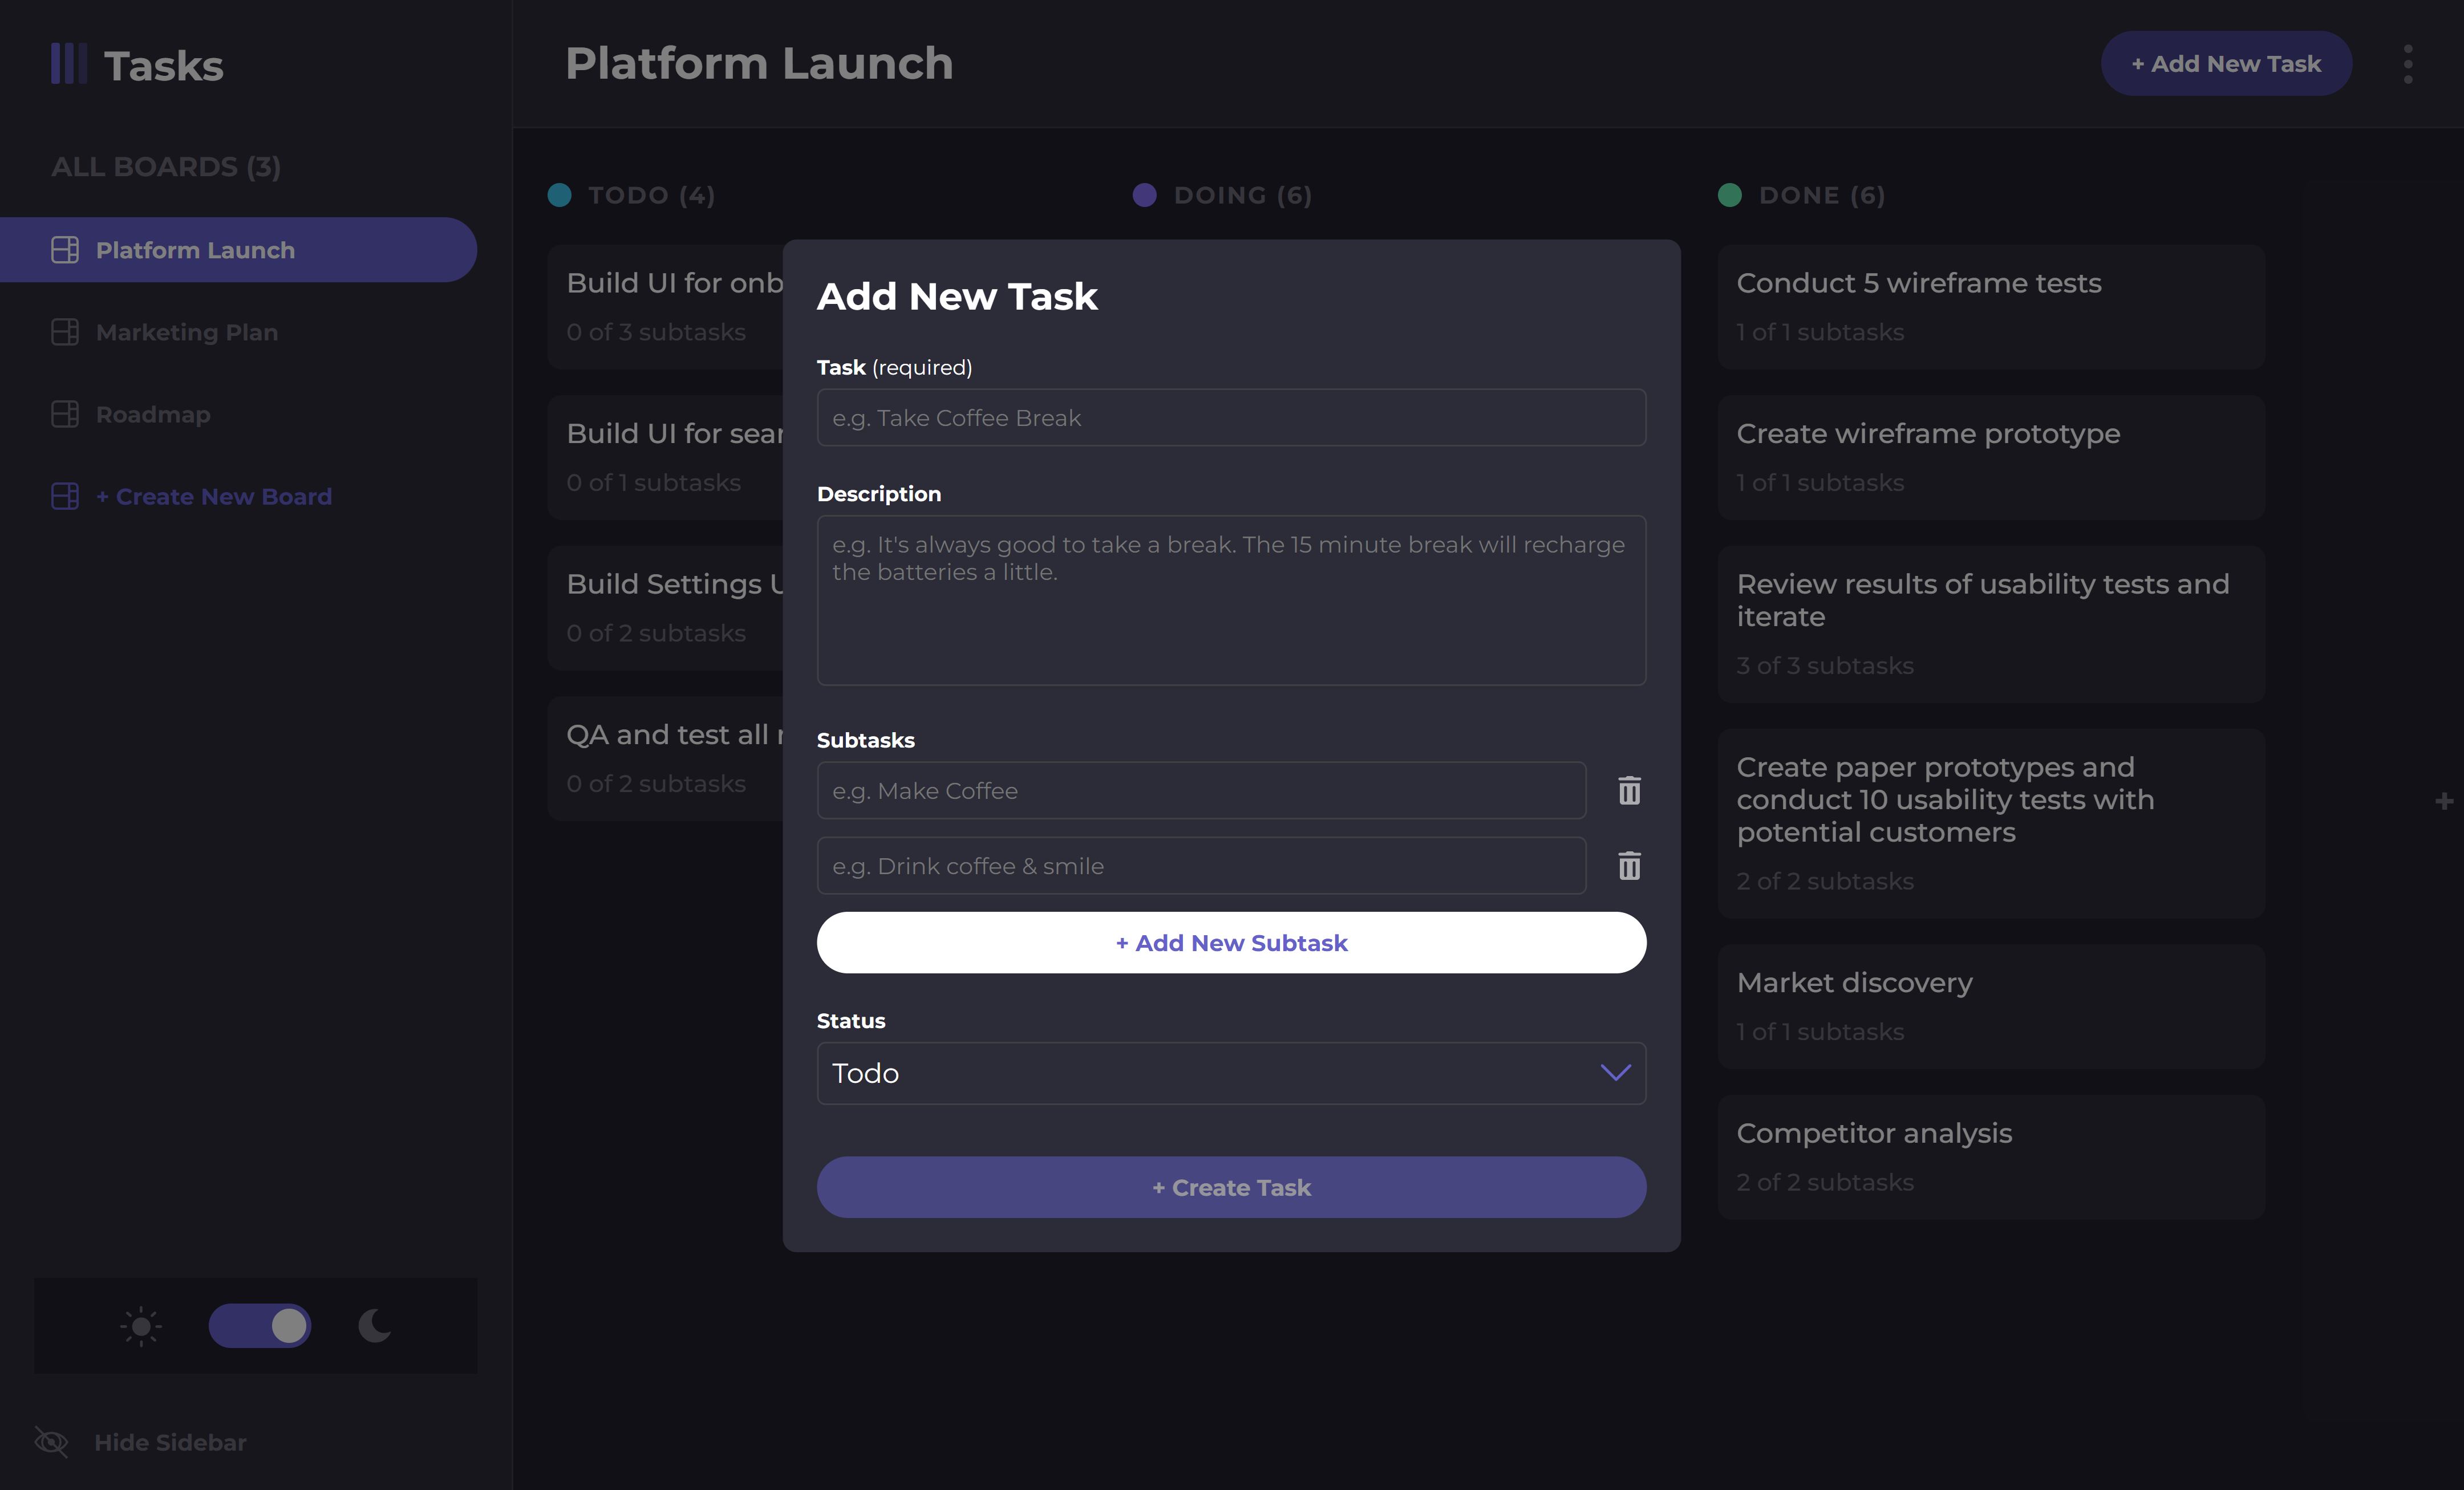 Tasks
ALL BOARDS (3)
Platform Launch
Marketing Plan
Roadmap
+ Create New Board
Hide Sidebar
Platform Launch
+ Add New Task
TODO (4)
Build UI for
0 of 3 subtasks
Build UI for
0 of 1 subtasks
Build Settings
0 of 2 subtasks
QA and test all
0 of 2 subtasks
DOING (6)
DONE (6)
Conduct 5 wireframe tests
1 of 1 subtasks
Create wireframe prototype
1 of 1 subtasks
Review results of usability tests and
iterate
3 of 3 subtasks
Create paper prototypes and
conduct 10 usability tests with
potential customers
2 of 2 subtasks
Market discovery
1 of 1 subtasks
Competitor analysis
2 of 2 subtasks
+
Add New Task
Task (required)
e.g. Take Coffee Break
Description
e.g. It's always good to take a break. The 15 minute break will recharge
the batteries a little.
Subtasks
e.g. Make Coffee
e.g. Drink coffee & smile
+ Add New Subtask
Status
Todo
+ Create Task